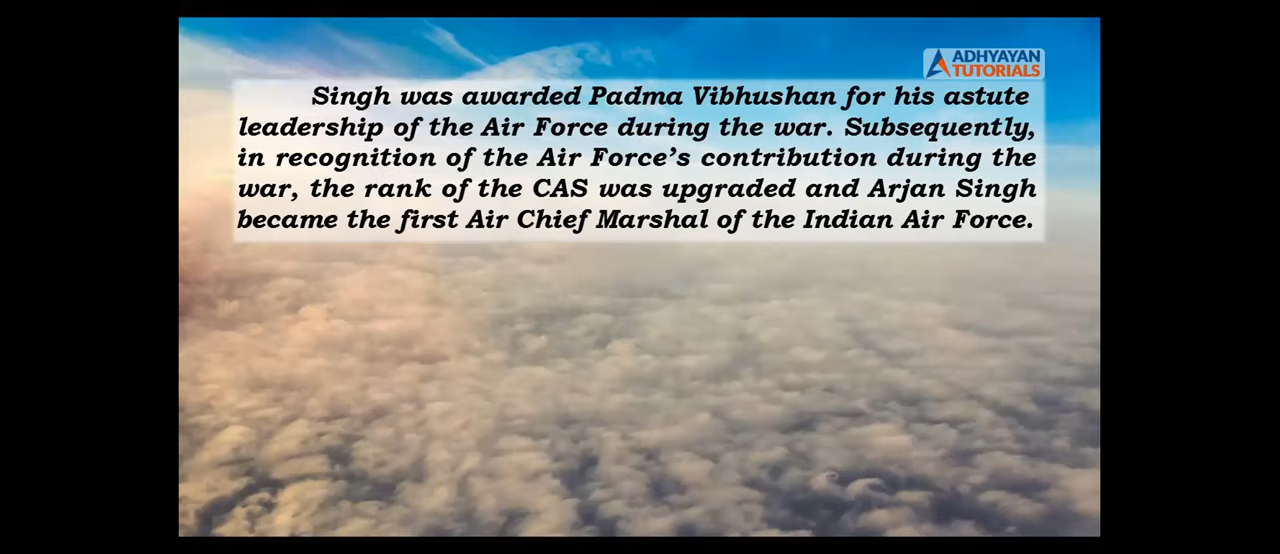 ADHYAYAN
TUTORIALS
Singh was awarded Padma Vibhushan for his astute
leadership of the Air Force during the war. Subsequently,
in recognition of the Air Force’s contribution during the
war, the rank of the CAS was upgraded and Arjan Singh
became the first Air Chief Marshal of the Indian Air Force.